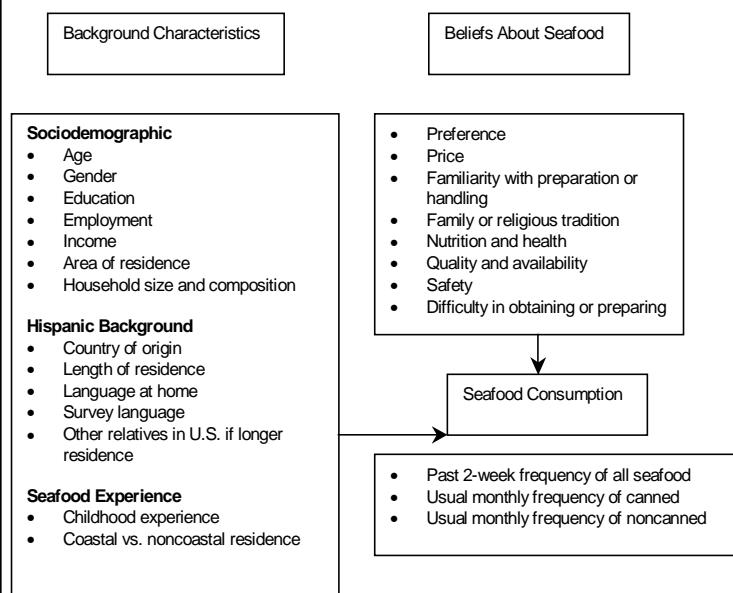 Background Characteristics
Beliefs About Seafood
Sociodemographic
• Age
• Gender
• Education
• Employment
• Income
• Area of residence
• Household size and composition
Hispanic Background
• Country of origin
• Length of residence
• Language at home
• Survey language
• Other relatives in U.S. if longer
residence
Seafood Experience
• Childhood experience
• Coastal vs. noncoastal residence
• Preference
• Price
• Familiarity with preparation or
handling
• Family or religious tradition
• Nutrition and health
• Quality and availability
• Safety
• Difficulty in obtaining or preparing
Seafood Consumption
• Past 2-week frequency of all seafood
• Usual monthly frequency of canned
• Usual monthly frequency of noncanned